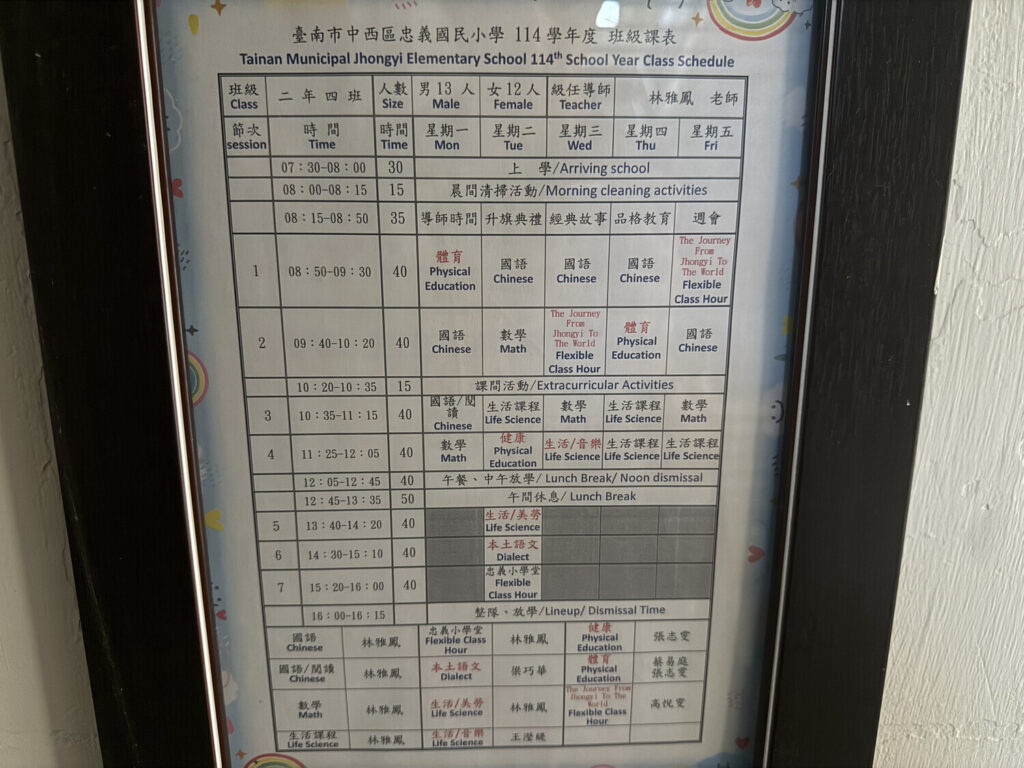 臺南市中西區忠義國民小學 114 學年度 班級課表
Tainan Municipal Jhongyi Elementary School 114th School Year Class Schedule
班級 二年四班 人數 男13人 女12人 級任導師 林雅鳳 老師
Class Size Male Female Teacher
節次 時間 時間 星期一 星期二 星期三 星期四 星期五
session Time Time Mon Tue Wed Thu Fri
07:30-08:00 30 上 學/Arriving school
08:00-08:15 15 晨間清掃活動/Morning cleaning activities
08:15-08:50 35 導師時間 升旗典禮 經典故事 品格教育 週會
1 08:50-09:30 40
體育
Physical
Education
國語
Chinese
國語
Chinese
國語
Chinese
The Journey
From
Jhongyi To
The World
Flexible
Class Hour
2 09:40-10:20 40
國語
Chinese
數學
Math
The Journey
From
Jhongyi To
The World
Flexible
Class Hour
體育
Physical
Education
國語
Chinese
10:20-10:35 15 課間活動/Extracurricular Activities
3 10:35-11:15 40
國語/閱
讀
Chinese
生活課程
Life Science
數學
Math
生活課程
Life Science
數學
Math
4 11:25-12:05 40
數學
Math
健康
Physical
Education
生活/音樂
Life Science
生活課程
Life Science
生活課程
Life Science
12:05-12:45 40 午餐、中午放學/ Lunch Break/ Noon dismissal
12:45-13:35 50 午間休息/ Lunch Break
5 13:40-14:20 40
生活/美勞
Life Science
6 14:30-15:10 40
本土語文
Dialect
7 15:20-16:00 40
忠義小學堂
Flexible
Class Hour
16:00-16:15 整隊、放學/Lineup/ Dismissal Time
國語
Chinese
林雅鳳
忠義小學堂
Flexible Class
Hour
林雅鳳
健康
Physical
Education
張志雯
國語/閱讀
Chinese
林雅鳳
本土語文
Dialect
梁巧華
體育
Physical
Education
蔡易庭
張志雯
數學
Math
林雅鳳
生活/美勞
Life Science
林雅鳳
The Journey From
Jhongyi To The
World
Flexible Class
Hour
高悅雯
生活課程
Life Science
林雅鳳
生活/音樂
Life Science